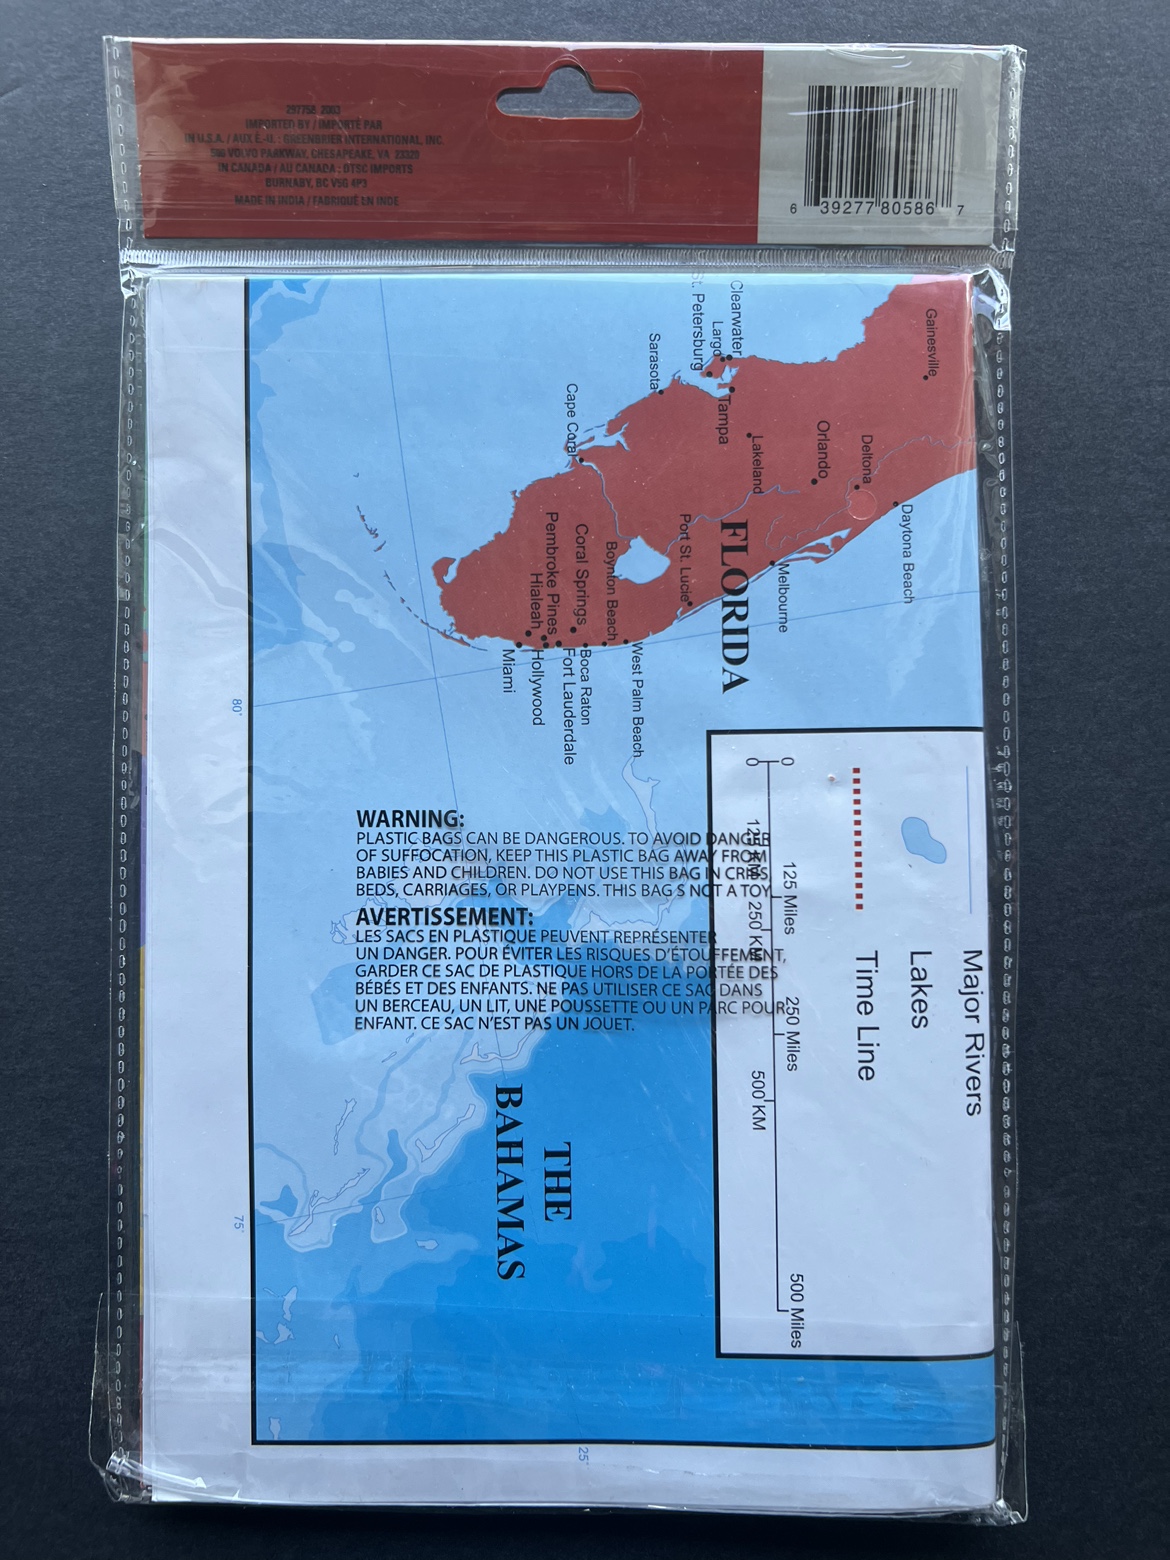 297755 2003
IMPORTED BY / IMPORTÉ PAR
IN U.S.A. / AUX É.-U. : GREENBRIER INTERNATIONAL, INC.
500 VOLVO PARKWAY, CHESAPEAKE, VA 23320
IN CANADA / AU CANADA : DTSC IMPORTS
BURNABY, BC V5G 4P3
MADE IN INDIA / FABRIQUÉ EN INDE
6 39277 80586 7
Gainesville
Clearwater
Largo
St. Petersburg
Sarasota
Tampa
Cape Coral
Lakeland
Orlando
Deltona
Daytona Beach
FLORIDA
Melbourne
Port St. Lucie
Boynton Beach
Coral Springs
Pembroke Pines
Hialeah
West Palm Beach
Boca Raton
Fort Lauderdale
Hollywood
Miami
80°
Major Rivers
Lakes
Time Line
0
125 Miles
250 Miles
500 Miles
0
125 KM
250 KM
500 KM
WARNING:
PLASTIC BAGS CAN BE DANGEROUS. TO AVOID DANGER
OF SUFFOCATION, KEEP THIS PLASTIC BAG AWAY FROM
BABIES AND CHILDREN. DO NOT USE THIS BAG IN CRIBS,
BEDS, CARRIAGES, OR PLAYPENS. THIS BAG S NOT A TOY.
AVERTISSEMENT:
LES SACS EN PLASTIQUE PEUVENT REPRÉSENTER
UN DANGER. POUR ÉVITER LES RISQUES D'ÉTOUFFEMENT,
GARDER CE SAC DE PLASTIQUE HORS DE LA PORTÉE DES
BÉBÉS ET DES ENFANTS. NE PAS UTILISER CE SAC DANS
UN BERCEAU, UN LIT, UNE POUSSETTE OU UN PARC POUR
ENFANT. CE SAC N'EST PAS UN JOUET.
THE
BAHAMAS
75°
25°